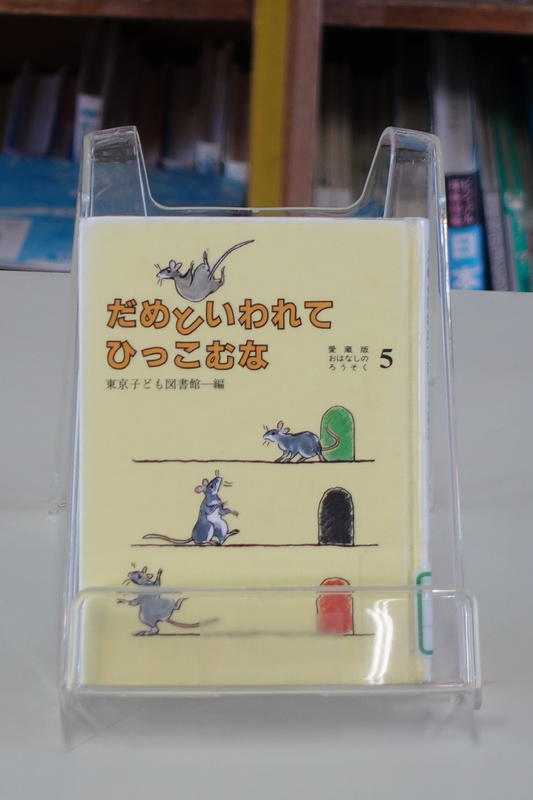 だめといわれて
ひっこむな
愛蔵版
おはなしの
ろうそく
5
東京子ども図書館—編
日本